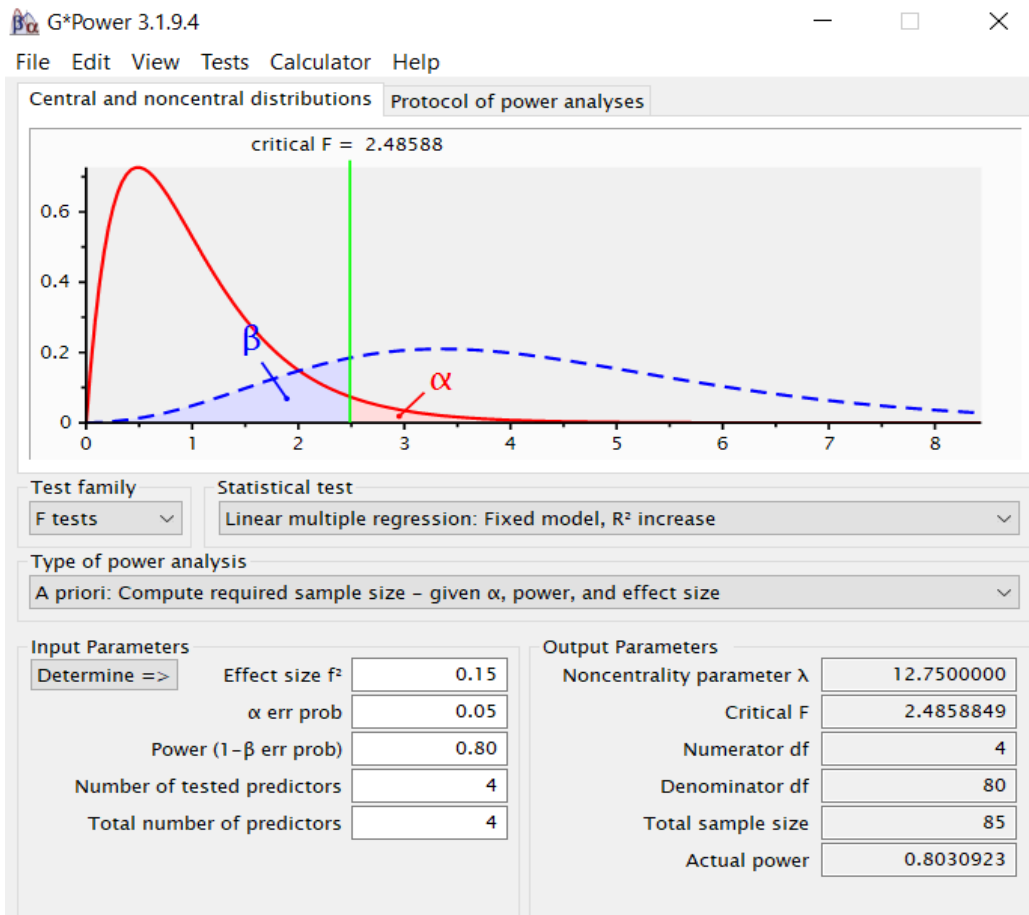 G*Power 3.1.9.4
File Edit View Tests Calculator Help
Central and noncentral distributions Protocol of power analyses
critical F = 2.48588
0.6
0.4
0.2
0
β
α
0 1 2 3 4 5 6 7 8
Test family
F tests
Statistical test
Linear multiple regression: Fixed model, R² increase
Type of power analysis
A priori: Compute required sample size – given α, power, and effect size
Input Parameters
Determine =>
Effect size f² 0.15
α err prob 0.05
Power (1-β err prob) 0.80
Number of tested predictors 4
Total number of predictors 4
Output Parameters
Noncentrality parameter λ 12.7500000
Critical F 2.4858849
Numerator df 4
Denominator df 80
Total sample size 85
Actual power 0.8030923